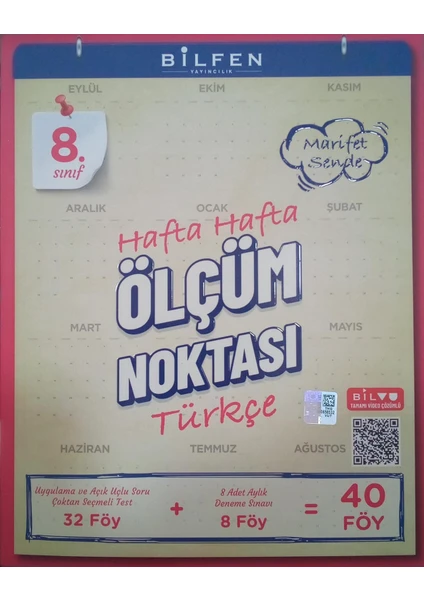 BİLFEN
YAYINCILIK
EYLÜL EKİM KASIM
8.
sınıf
Marifet
Sende
ARALIK OCAK ŞUBAT
Hafta Hafta
ÖLÇÜM
MART MAYIS
NOKTASI
Türkçe
BİLVU
TAMAMI VİDEO ÇÖZÜMLÜ
HAZİRAN TEMMUZ AĞUSTOS
Uygulama ve Açık Uçlu Soru
Çoktan Seçmeli Test
32 Föy
+
8 Adet Aylık
Deneme Sınavı
8 Föy
=
40
FÖY